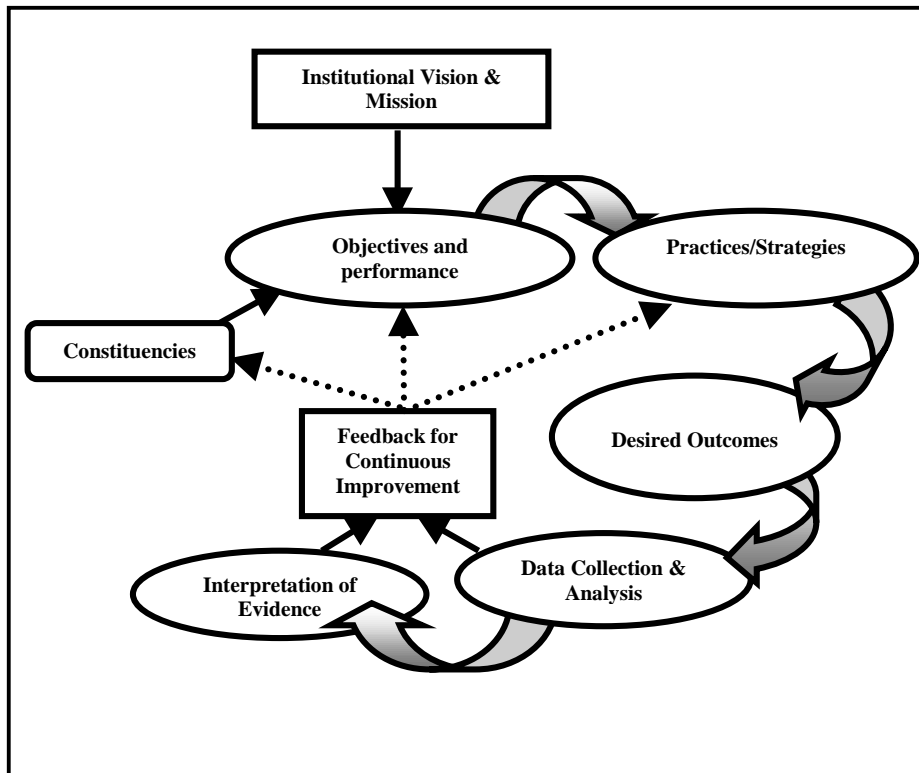 Institutional Vision &
Mission
Objectives and
performance
Practices/Strategies
Constituencies
Desired Outcomes
Feedback for
Continuous
Improvement
Data Collection &
Analysis
Interpretation of
Evidence